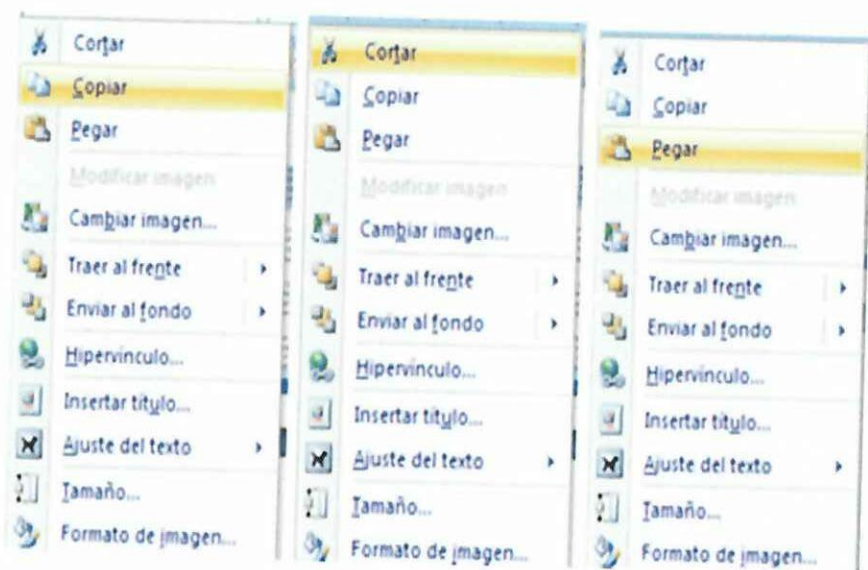 Cortar
Copiar
Pegar
Modificar imagen
Cambiar imagen...
Traer al frente
Enviar al fondo
Hipervínculo...
Insertar título...
Ajuste del texto
Tamaño...
Formato de imagen...
Cortar
Copiar
Pegar
Modificar imagen
Cambiar imagen...
Traer al frente
Enviar al fondo
Hipervínculo...
Insertar título...
Ajuste del texto
Tamaño...
Formato de imagen...
Cortar
Copiar
Pegar
Modificar imagen
Cambiar imagen...
Traer al frente
Enviar al fondo
Hipervínculo...
Insertar título...
Ajuste del texto
Tamaño...
Formato de imagen...